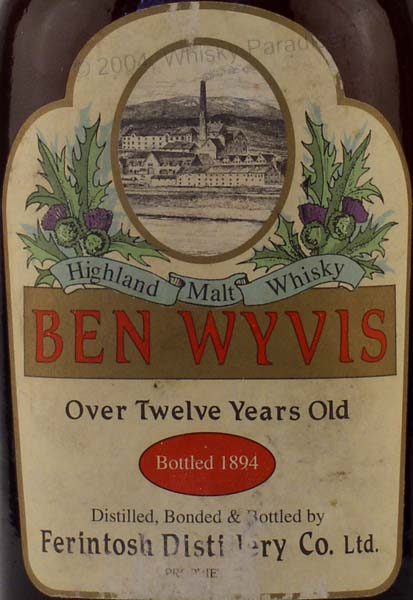 © 2004, Whisky Paradise
Highland Malt Whisky
BEN WYVIS
Over Twelve Years Old
Bottled 1894
Distilled, Bonded & Bottled by
Ferintosh Distillery Co. Ltd.